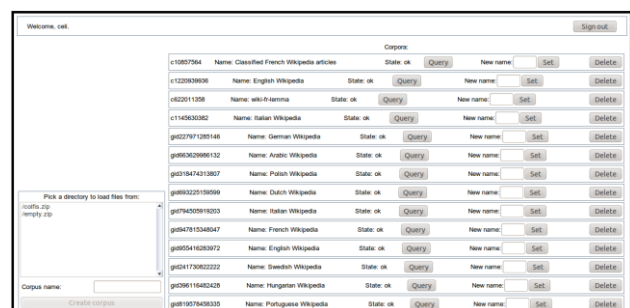 Welcome, celi. Sign out
Corpora:
c10857564 Name: Classified French Wikipedia articles State: ok Query New name: Set Delete
c1220939936 Name: English Wikipedia State: ok Query New name: Set Delete
c622011358 Name: wiki-fr-lemma State: ok Query New name: Set Delete
c1145630382 Name: Italian Wikipedia State: ok Query New name: Set Delete
gid227971285146 Name: German Wikipedia State: ok Query New name: Set Delete
gid663629986132 Name: Arabic Wikipedia State: ok Query New name: Set Delete
gid318474313807 Name: Polish Wikipedia State: ok Query New name: Set Delete
gid693225159599 Name: Dutch Wikipedia State: ok Query New name: Set Delete
gid794505919203 Name: Italian Wikipedia State: ok Query New name: Set Delete
gid947815348047 Name: French Wikipedia State: ok Query New name: Set Delete
gid955416283972 Name: English Wikipedia State: ok Query New name: Set Delete
gid241730822222 Name: Swedish Wikipedia State: ok Query New name: Set Delete
gid396116482428 Name: Hungarian Wikipedia State: ok Query New name: Set Delete
gid819576458335 Name: Portuguese Wikipedia State: ok Query New name: Set Delete
Pick a directory to load files from:
/colfis.zip
/empty.zip
Corpus name:
Create corpus